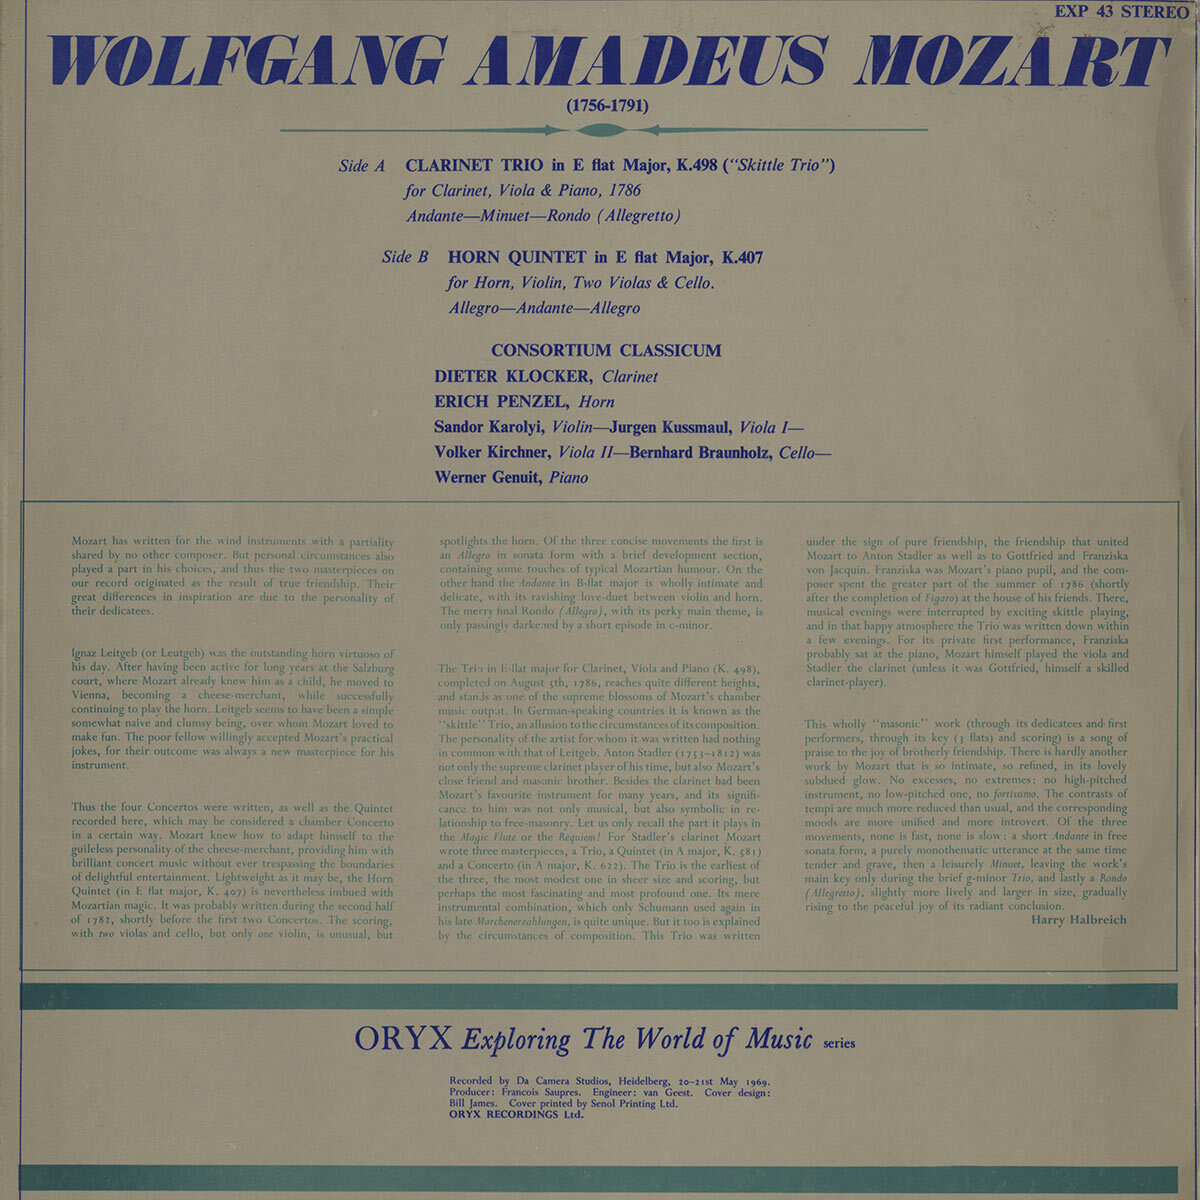 EXP 43 STEREO
WOLFGANG AMADEUS MOZART
(1756-1791)
Side A CLARINET TRIO in E flat Major, K.498 ("Skittle Trio")
for Clarinet, Viola & Piano, 1786
Andante—Minuet—Rondo (Allegretto)
Side B HORN QUINTET in E flat Major, K.407
for Horn, Violin, Two Violas & Cello.
Allegro—Andante—Allegro
CONSORTIUM CLASSICUM
DIETER KLOCKER, Clarinet
ERICH PENZEL, Horn
Sandor Karolyi, Violin—Jurgen Kussmaul, Viola I—
Volker Kirchner, Viola II—Bernhard Braunholz, Cello—
Werner Genuit, Piano
Mozart has written for the wind instruments with a partiality
shared by no other composer. But personal circumstances also
played a part in his choices, and thus the two masterpieces on
our record originated as the result of true friendship. Their
great differences in inspiration are due to the personality of
their dedicatees.
Ignaz Leitgeb (or Leutgeb) was the outstanding horn virtuoso of
his day. After having been active for long years at the Salzburg
court, where Mozart already knew him as a child, he moved to
Vienna, becoming a cheese-merchant, while successfully
continuing to play the horn. Leitgeb seems to have been a simple
somewhat naive and clumsy being, over whom Mozart loved to
make fun. The poor fellow willingly accepted Mozart's practical
jokes, for their outcome was always a new masterpiece for his
instrument.
Thus the four Concertos were written, as well as the Quintet
recorded here, which may be considered a chamber Concerto
in a certain way. Mozart knew how to adapt himself to the
guileless personality of the cheese-merchant, providing him with
brilliant concert music without ever trespassing the boundaries
of delightful entertainment. Lightweight as it may be, the Horn
Quintet (in E flat major, K. 407) is nevertheless imbued with
Mozartian magic. It was probably written during the second half
of 1782, shortly before the first two Concertos. The scoring,
with two violas and cello, but only one violin, is unusual, but
spotlights the horn. Of the three concise movements the first is
an Allegro in sonata form with a brief development section,
containing some touches of typical Mozartian humour. On the
other hand the Andante in B-flat major is wholly intimate and
delicate, with its ravishing love-duet between violin and horn.
The merry final Rondo (Allegro), with its perky main theme, is
only passingly darkened by a short episode in c-minor.
The Trio in E-flat major for Clarinet, Viola and Piano (K. 498),
completed on August 5th, 1786, reaches quite different heights,
and stands as one of the supreme blossoms of Mozart's chamber
music output. In German-speaking countries it is known as the
"skittle" Trio, an allusion to the circumstances of its composition.
The personality of the artist for whom it was written had nothing
in common with that of Leitgeb. Anton Stadler (1753–1812) was
not only the supreme clarinet player of his time, but also Mozart's
close friend and masonic brother. Besides the clarinet had been
Mozart's favourite instrument for many years, and its signifi-
cance to him was not only musical, but also symbolic in re-
lationship to free-masonry. Let us only recall the part it plays in
the Magic Flute or the Requiem! For Stadler's clarinet Mozart
wrote three masterpieces, a Trio, a Quintet (in A major, K. 581)
and a Concerto (in A major, K. 622). The Trio is the earliest of
the three, the most modest one in sheer size and scoring, but
perhaps the most fascinating and most profound one. Its mere
instrumental combination, which only Schumann used again in
his late Marchenerzahlungen, is quite unique. But it too is explained
by the circumstances of composition. This Trio was written
under the sign of pure friendship, the friendship that united
Mozart to Anton Stadler as well as to Gottfried and Franziska
von Jacquin. Franziska was Mozart's piano pupil, and the com-
poser spent the greater part of the summer of 1786 (shortly
after the completion of Figaro) at the house of his friends. There,
musical evenings were interrupted by exciting skittle playing,
and in that happy atmosphere the Trio was written down within
a few evenings. For its private first performance, Franziska
probably sat at the piano, Mozart himself played the viola and
Stadler the clarinet (unless it was Gottfried, himself a skilled
clarinet-player).
This wholly "masonic" work (through its dedicatees and first
performers, through its key (3 flats) and scoring) is a song of
praise to the joy of brotherly friendship. There is hardly another
work by Mozart that is so intimate, so refined, in its lovely
subdued glow. No excesses, no extremes: no high-pitched
instrument, no low-pitched one, no fortissimo. The contrasts of
tempi are much more reduced than usual, and the corresponding
moods are more unified and more introvert. Of the three
movements, none is fast, none is slow: a short Andante in free
sonata form, a purely monothematic utterance at the same time
tender and grave, then a leisurely Minuet, leaving the work's
main key only during the brief g-minor Trio, and lastly a Rondo
(Allegretto), slightly more lively and larger in size, gradually
rising to the peaceful joy of its radiant conclusion.
Harry Halbreich
ORYX Exploring The World of Music series
Recorded by Da Camera Studios, Heidelberg, 20–21st May 1969.
Producer: Francois Saupres. Engineer: van Geest. Cover design:
Bill James. Cover printed by Senol Printing Ltd.
ORYX RECORDINGS Ltd.